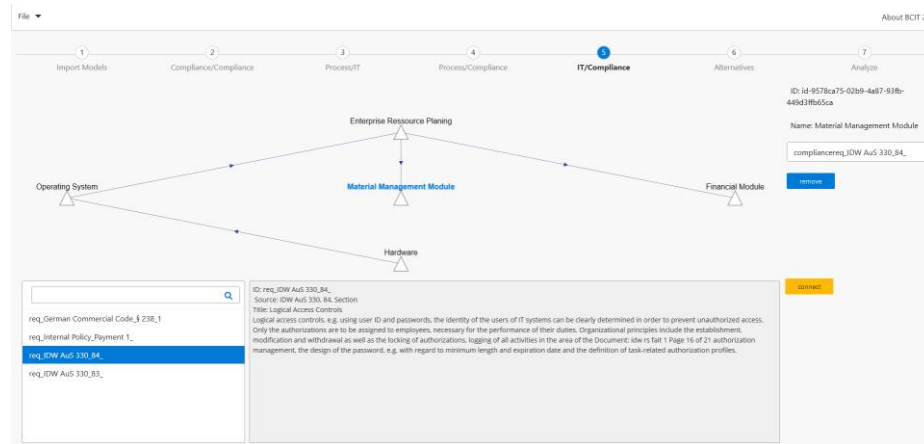 File
About BCIT
1
2
3
4
5
6
7
Import Models
Compliance/Compliance
Process/IT
Process/Compliance
IT/Compliance
Alternatives
Analyze
ID: id-9578ca75-02b9-4a87-93fb-
449d3ffb65ca
Enterprise Ressource Planing
Name: Material Management Module
compliancereq_IDW AuS 330_84_
remove
Operating System
Material Management Module
Financial Module
Hardware
connect
req_German Commercial Code_§ 238_1
req_Internal Policy_Payment 1_
req_IDW AuS 330_84_
req_IDW AuS 330_83_
ID: req_IDW AuS 330_84_
Source: IDW AuS 330, 84. Section
Title: Logical Access Controls
Logical access controls, e.g. using user ID and passwords, the identity of the users of IT systems can be clearly determined in order to prevent unauthorized access.
Only the authorizations are to be assigned to employees, necessary for the performance of their duties. Organizational principles include the establishment,
modification and withdrawal as well as the locking of authorizations, logging of all activities in the area of the Document: idw rs fait 1 Page 16 of 21 authorization
management, the design of the password, e.g. with regard to minimum length and expiration date and the definition of task-related authorization profiles.